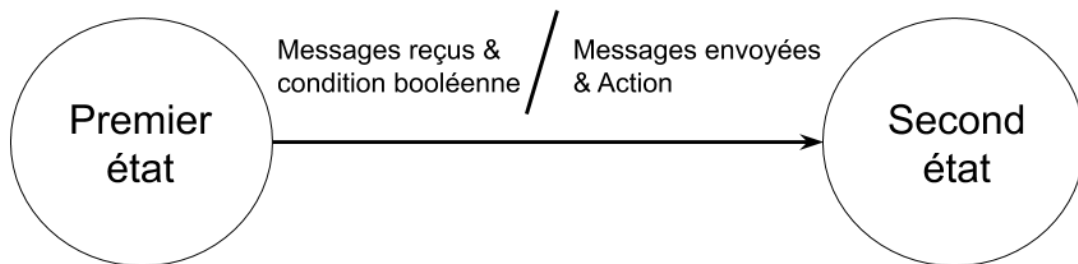 Premier
état
Messages reçus &
condition booléenne
/
Messages envoyées
& Action
Second
état